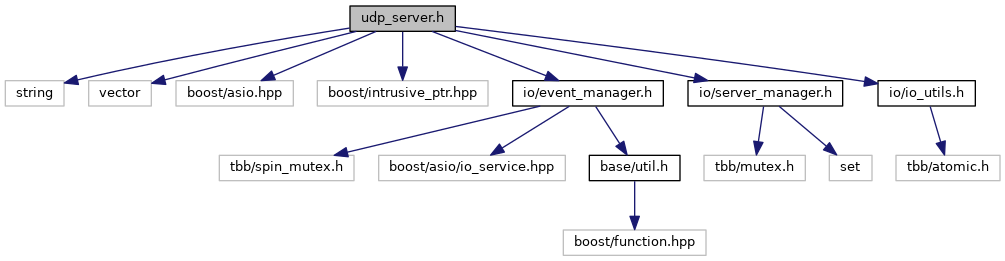 udp_server.h
string
vector
boost/asio.hpp
boost/intrusive_ptr.hpp
io/event_manager.h
io/server_manager.h
io/io_utils.h
tbb/spin_mutex.h
boost/asio/io_service.hpp
base/util.h
tbb/mutex.h
set
tbb/atomic.h
boost/function.hpp